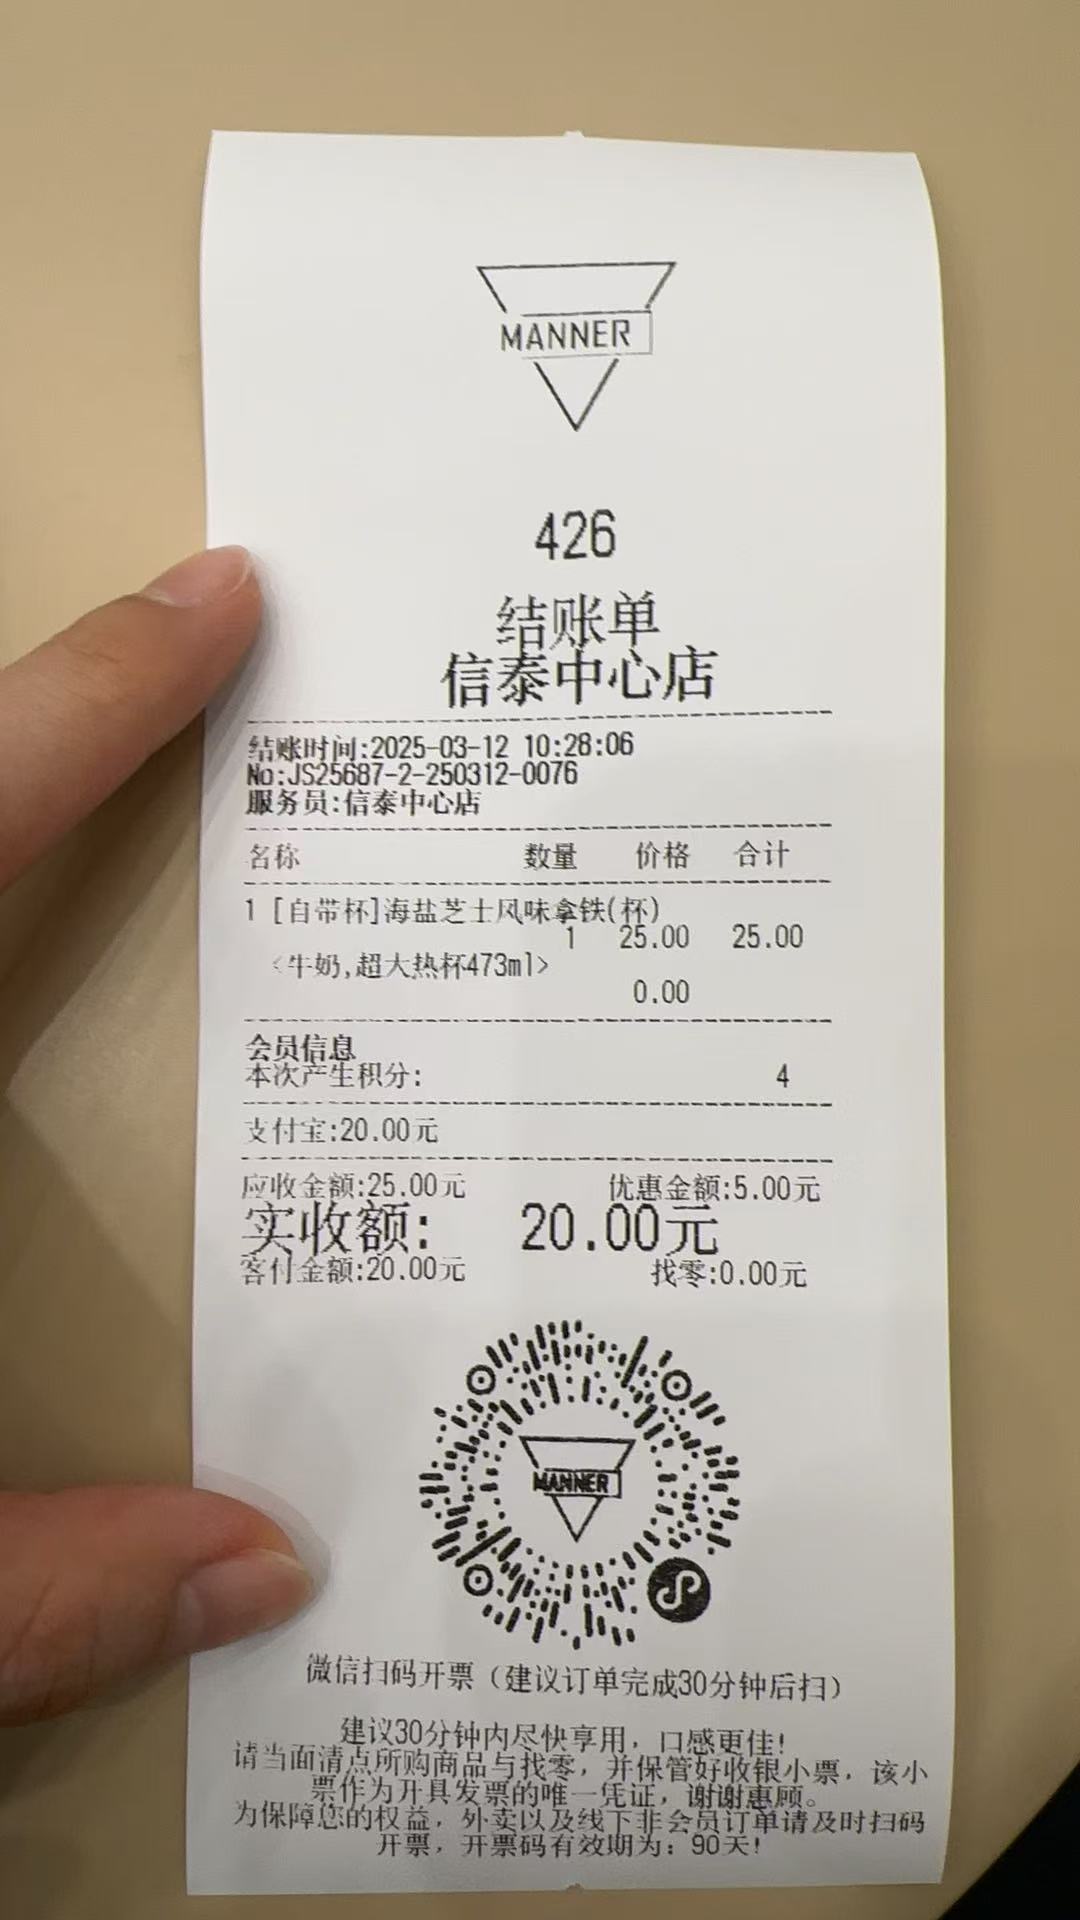 MANNER
426
结账单
信泰中心店
结账时间:2025-03-12 10:28:06
No:JS25687-2-250312-0076
服务员:信泰中心店
名称 数量 价格 合计
1 [自带杯]海盐芝士风味拿铁(杯)
1 25.00 25.00
<牛奶,超大热杯473ml>
0.00
会员信息
本次产生积分: 4
支付宝:20.00元
应收金额:25.00元 优惠金额:5.00元
实收额: 20.00元
客付金额:20.00元 找零:0.00元
MANNER
微信扫码开票（建议订单完成30分钟后扫）
建议30分钟内尽快享用，口感更佳!
请当面清点所购商品与找零，并保管好收银小票，该小
票作为开具发票的唯一凭证，谢谢惠顾。
为保障您的权益，外卖以及线下非会员订单请及时扫码
开票，开票码有效期为：90天!